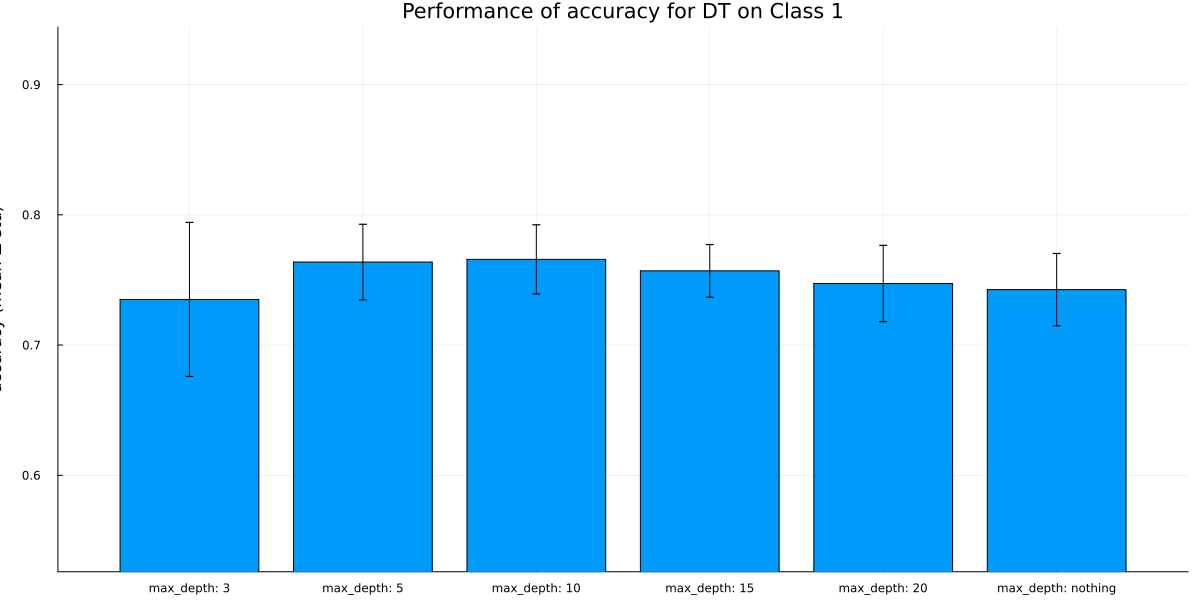 Performance of accuracy for DT on Class 1
0.9
0.8
0.7
0.6
max_depth: 3
max_depth: 5
max_depth: 10
max_depth: 15
max_depth: 20
max_depth: nothing